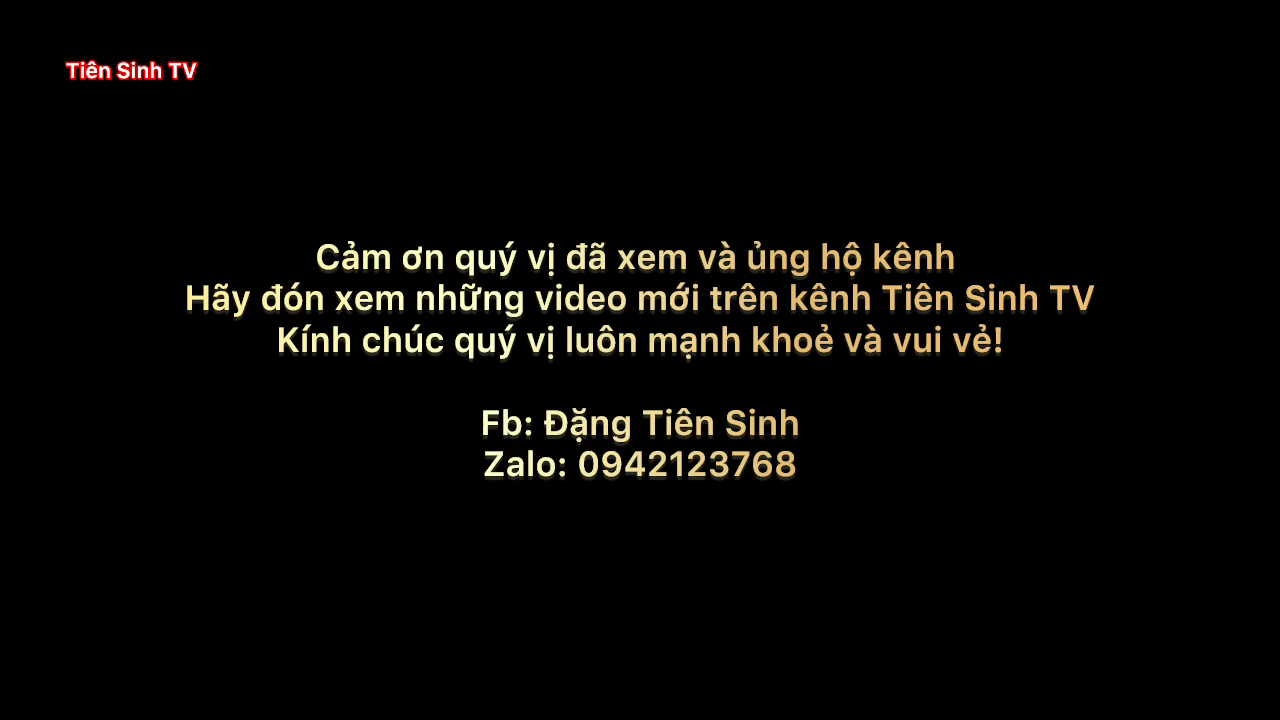 Tiên Sinh TV
Cảm ơn quý vị đã xem và ủng hộ kênh
Hãy đón xem những video mới trên kênh Tiên Sinh TV
Kính chúc quý vị luôn mạnh khoẻ và vui vẻ!
Fb: Đặng Tiên Sinh
Zalo: 0942123768